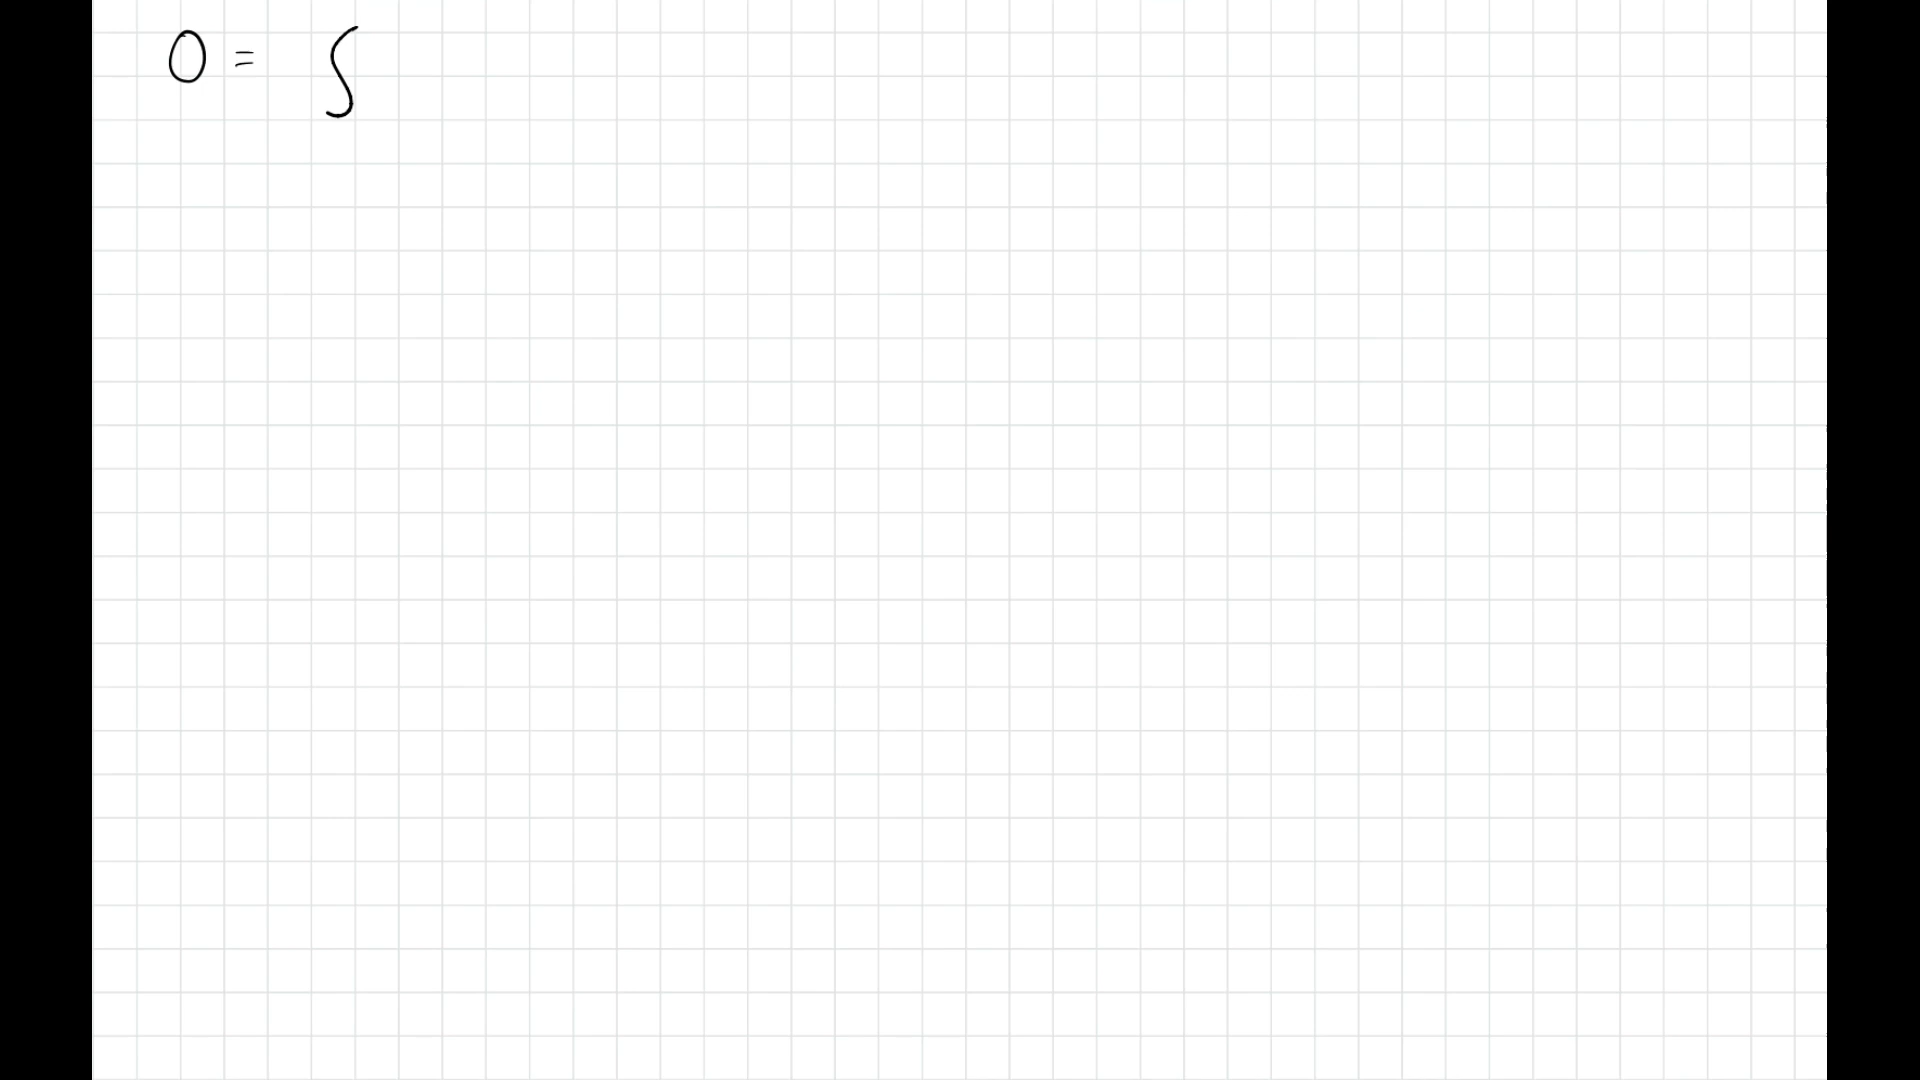 0 = ∫